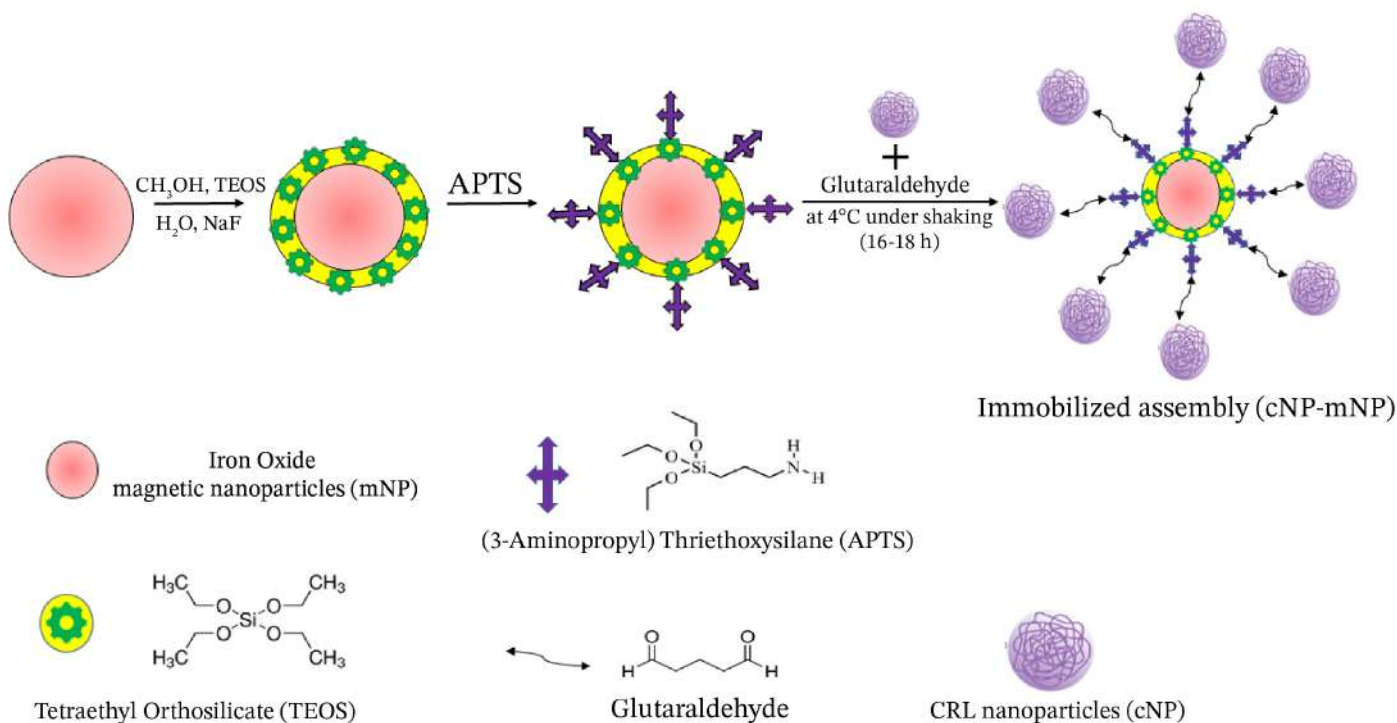 CH₃OH, TEOS
H₂O, NaF
APTS
+
Glutaraldehyde
at 4°C under shaking
(16-18 h)
Immobilized assembly (cNP-mNP)
Iron Oxide
magnetic nanoparticles (mNP)
O
O
Si
O
N
H
H
(3-Aminopropyl) Thriethoxysilane (APTS)
H₃C
CH₃
O
O
Si
O
O
H₃C
CH₃
Tetraethyl Orthosilicate (TEOS)
O
O
H
H
Glutaraldehyde
CRL nanoparticles (cNP)